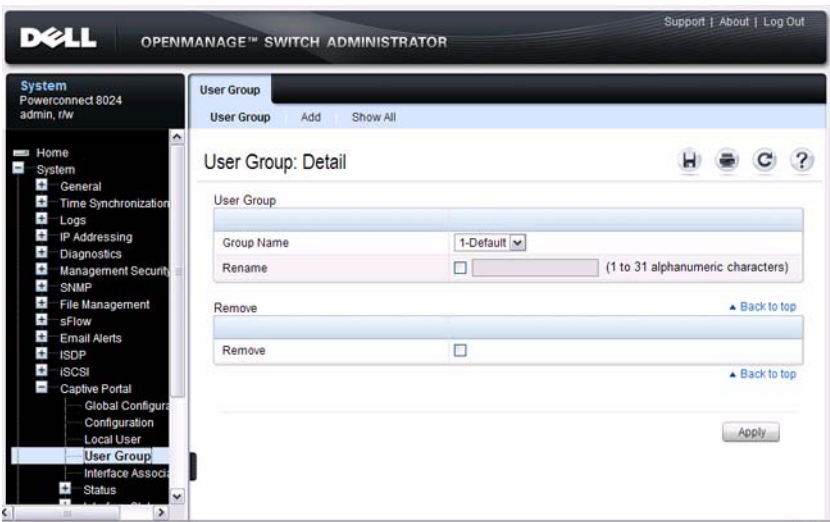 Support | About | Log Out
DELL OPENMANAGE™ SWITCH ADMINISTRATOR
System
Powerconnect 8024
admin, r/w
Home
System
General
Time Synchronization
Logs
IP Addressing
Diagnostics
Management Security
SNMP
File Management
sFlow
Email Alerts
ISDP
iSCSI
Captive Portal
Global Configura
Configuration
Local User
User Group
Interface Associa
Status
User Group
User Group Add Show All
User Group: Detail
User Group
Group Name 1-Default
Rename (1 to 31 alphanumeric characters)
Remove Back to top
Remove
Back to top
Apply